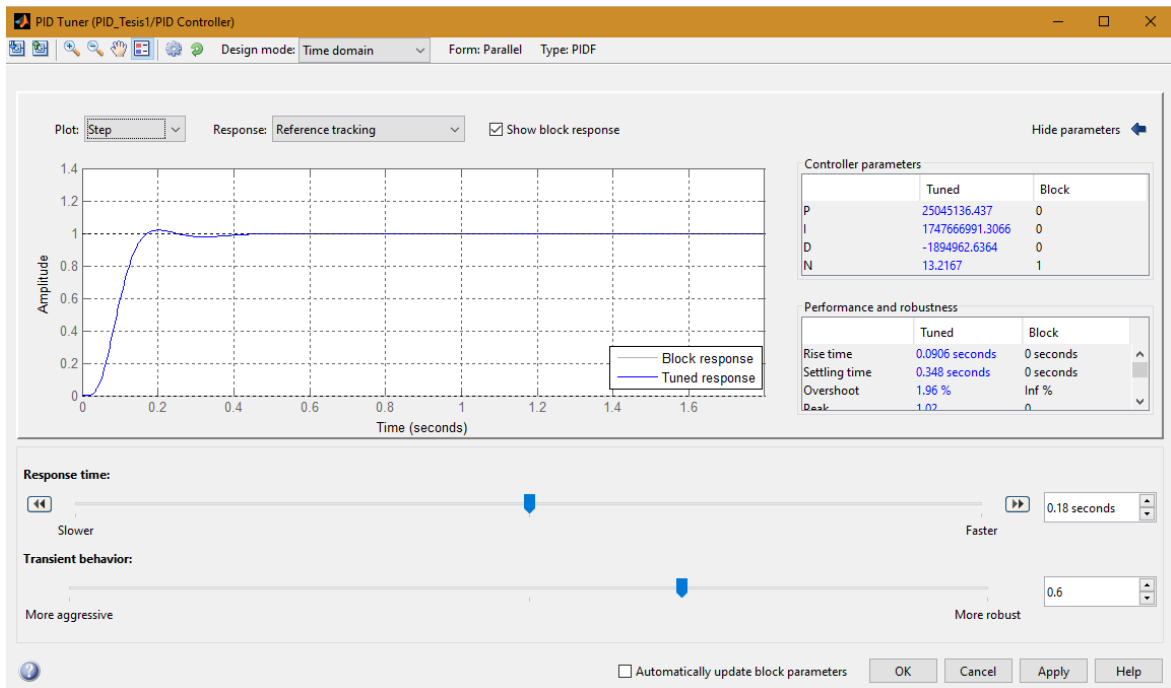 PID Tuner (PID_Tesis1/PID Controller)
Design mode: Time domain Form: Parallel Type: PIDF
Plot: Step Response: Reference tracking Show block response Hide parameters
1.4
1.2
1
0.8
0.6
0.4
0.2
0
Amplitude
Block response
Tuned response
0 0.2 0.4 0.6 0.8 1 1.2 1.4 1.6
Time (seconds)
Controller parameters
Tuned Block
P 25045136.437 0
I 1747666991.3066 0
D -1894962.6364 0
N 13.2167 1
Performance and robustness
Tuned Block
Rise time 0.0906 seconds 0 seconds
Settling time 0.348 seconds 0 seconds
Overshoot 1.96 % Inf %
Peak 1.02 0
Response time:
0.18 seconds
Slower Faster
Transient behavior:
0.6
More aggressive More robust
Automatically update block parameters OK Cancel Apply Help